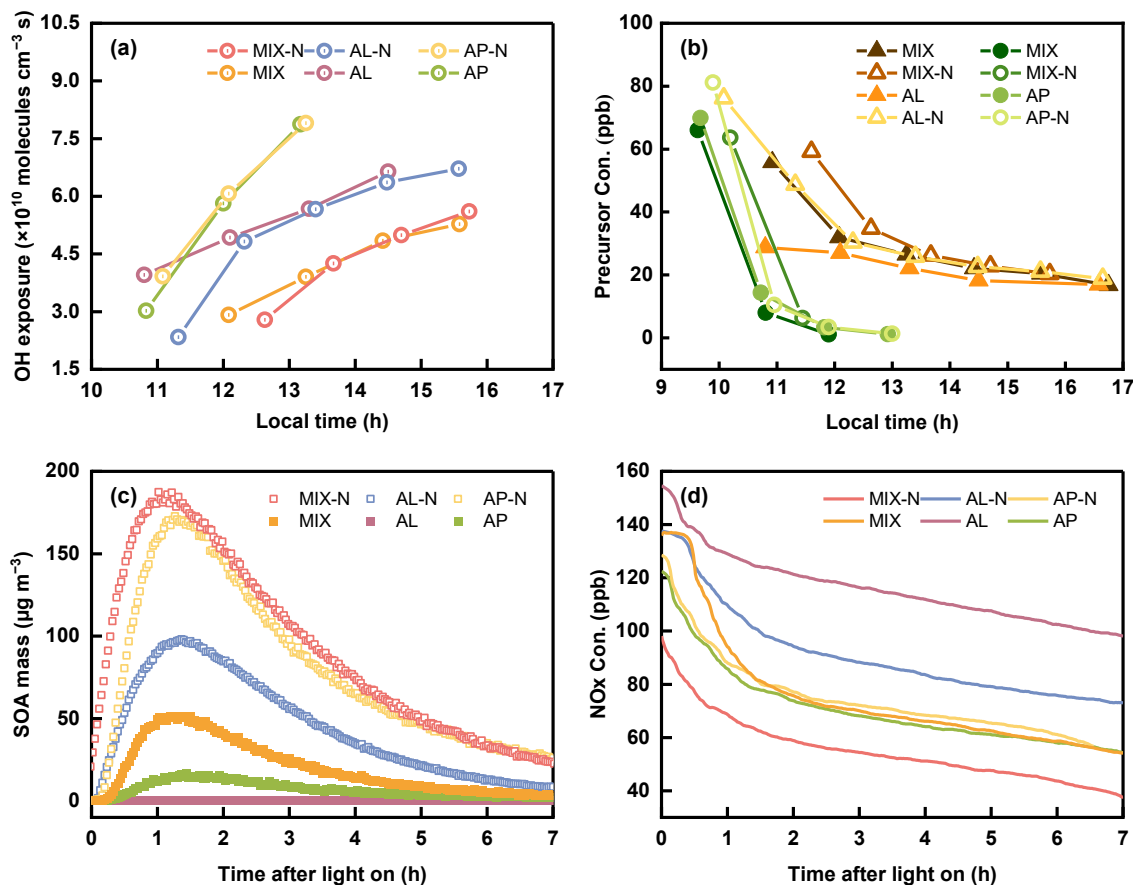 (a)
MIX-N AL-N AP-N
MIX AL AP
10.5
9.0
7.5
6.0
4.5
3.0
1.5
OH exposure (×10¹⁰ molecules cm⁻³ s)
10 11 12 13 14 15 16 17
Local time (h)
(b)
MIX MIX
MIX-N MIX-N
AL AP
AL-N AP-N
100
80
60
40
20
0
Precursor Con. (ppb)
9 10 11 12 13 14 15 16 17
Local time (h)
(c)
MIX-N AL-N AP-N
MIX AL AP
200
150
100
50
0
SOA mass (µg m⁻³)
0 1 2 3 4 5 6 7
Time after light on (h)
(d)
MIX-N AL-N AP-N
MIX AL AP
160
140
120
100
80
60
40
NOx Con. (ppb)
0 1 2 3 4 5 6 7
Time after light on (h)